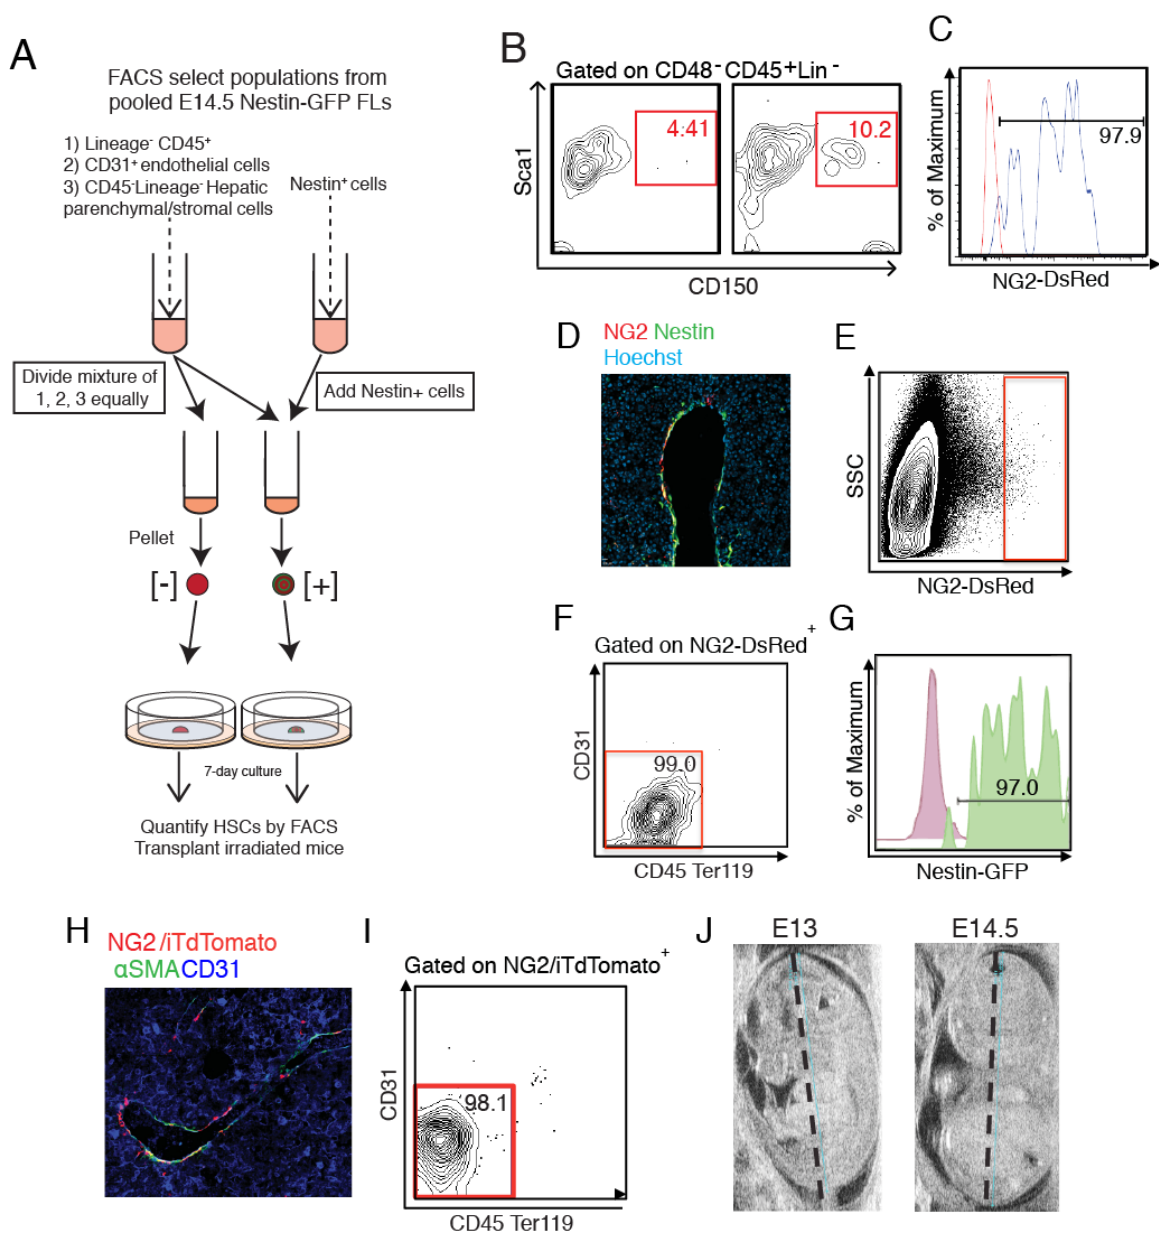 A
FACS select populations from
pooled E14.5 Nestin-GFP FLs
1) Lineage- CD45+
2) CD31+ endothelial cells
3) CD45-Lineage- Hepatic
parenchymal/stromal cells
Nestin+ cells
Divide mixture of
1, 2, 3 equally
Add Nestin+ cells
Pellet
[-]
[+]
7-day culture
Quantify HSCs by FACS
Transplant irradiated mice
B
Gated on CD48- CD45+Lin-
4.41
10.2
Sca1
CD150
C
% of Maximum
97.9
NG2-DsRed
D
NG2 Nestin
Hoechst
E
SSC
NG2-DsRed
F
Gated on NG2-DsRed+
CD31
99.0
CD45 Ter119
G
% of Maximum
97.0
Nestin-GFP
H
NG2/iTdTomato
αSMA CD31
I
Gated on NG2/iTdTomato+
CD31
98.1
CD45 Ter119
J
E13
E14.5